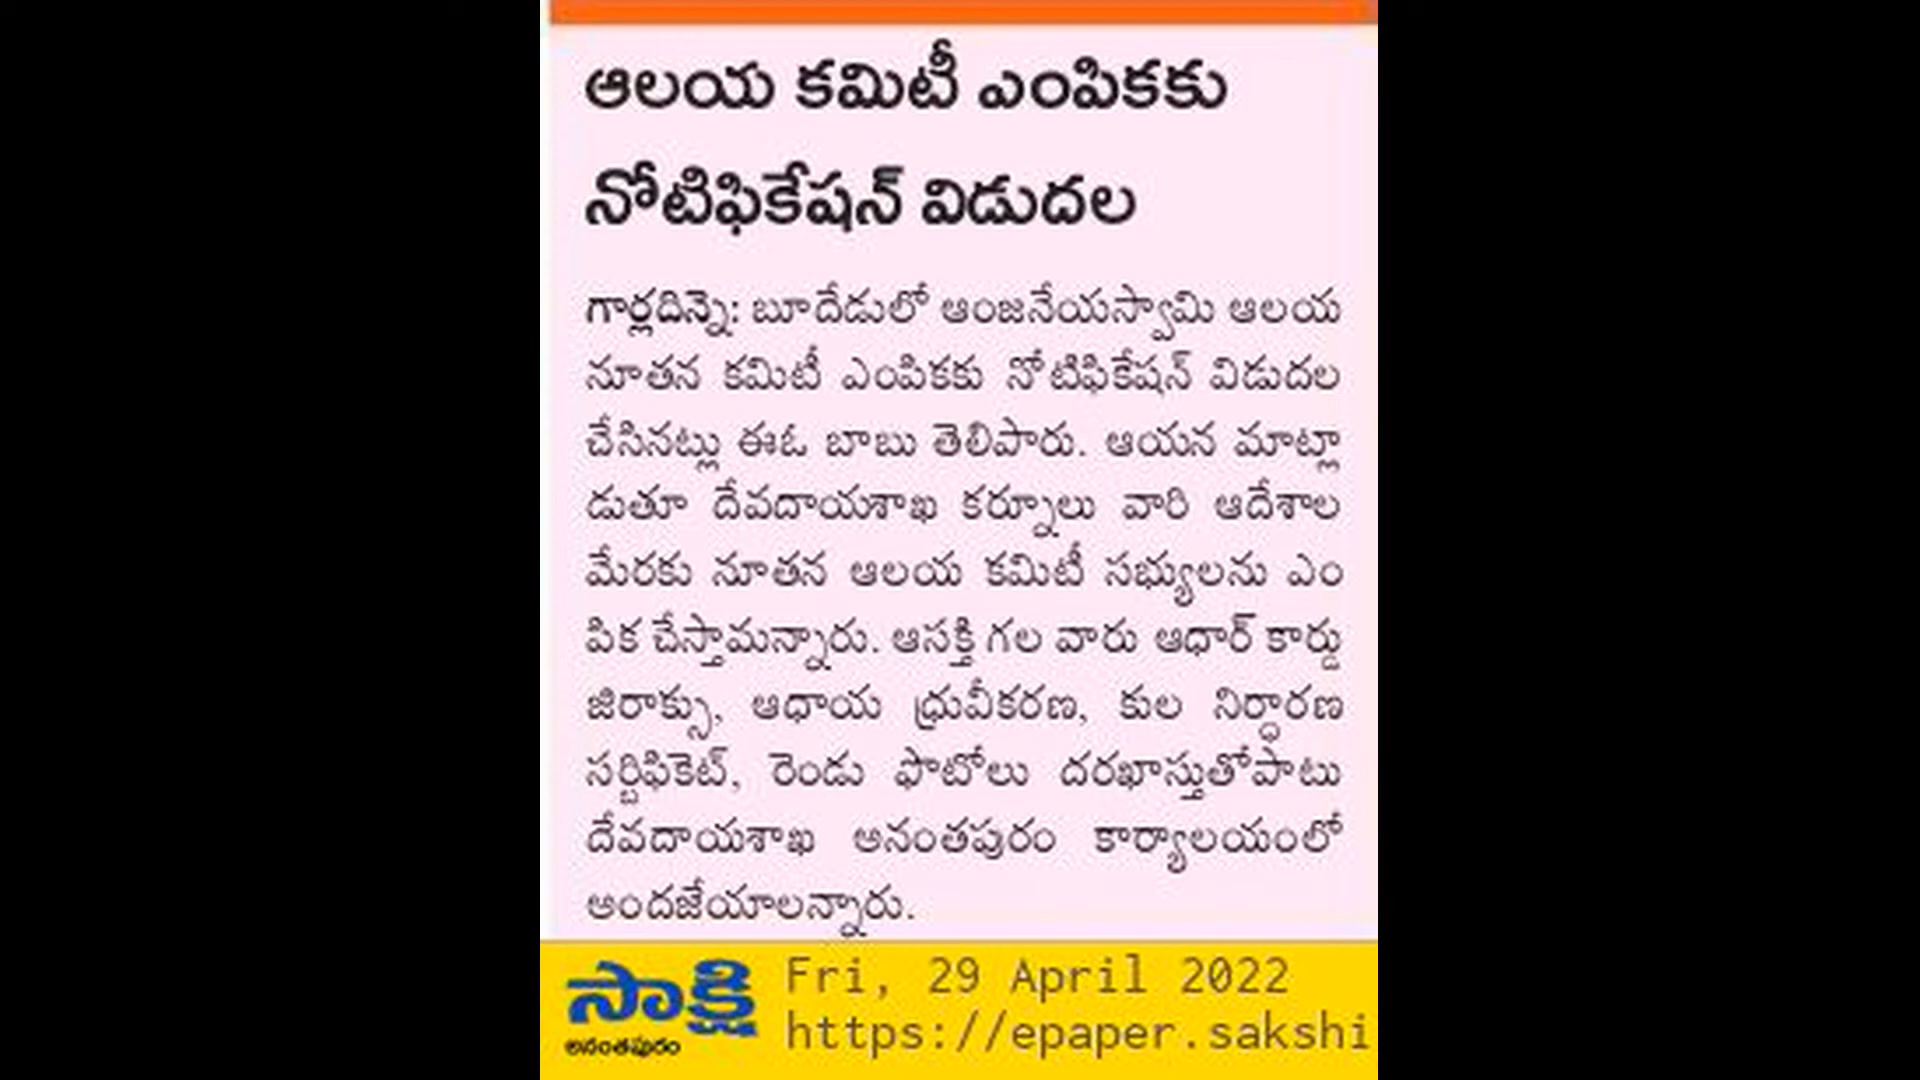 ఆలయ కమిటీ ఎంపికకు
నోటిఫికేషన్ విడుదల
గార్లదిన్నె: బూదేడులో ఆంజనేయస్వామి ఆలయ
నూతన కమిటీ ఎంపికకు నోటిఫికేషన్ విడుదల
చేసినట్లు ఈఓ బాబు తెలిపారు. ఆయన మాట్లా
డుతూ దేవదాయశాఖ కర్నూలు వారి ఆదేశాల
మేరకు నూతన ఆలయ కమిటీ సభ్యులను ఎం
పిక చేస్తామన్నారు. ఆసక్తి గల వారు ఆధార్ కార్డు
జిరాక్సు, ఆధాయ ధ్రువీకరణ, కుల నిర్ధారణ
సర్టిఫికెట్, రెండు ఫొటోలు దరఖాస్తుతోపాటు
దేవదాయశాఖ అనంతపురం కార్యాలయంలో
అందజేయాలన్నారు.
సాక్షి
అనంతపురం
Fri, 29 April 2022
https://epaper.sakshi